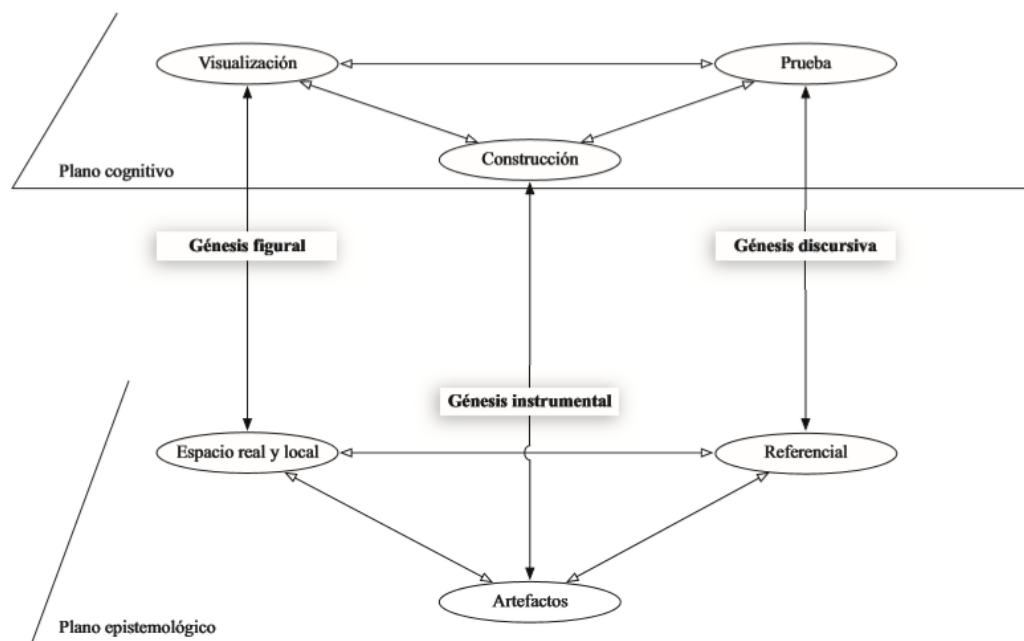 Visualización
Prueba
Construcción
Plano cognitivo
Génesis figural
Génesis discursiva
Génesis instrumental
Espacio real y local
Referencial
Artefactos
Plano epistemológico